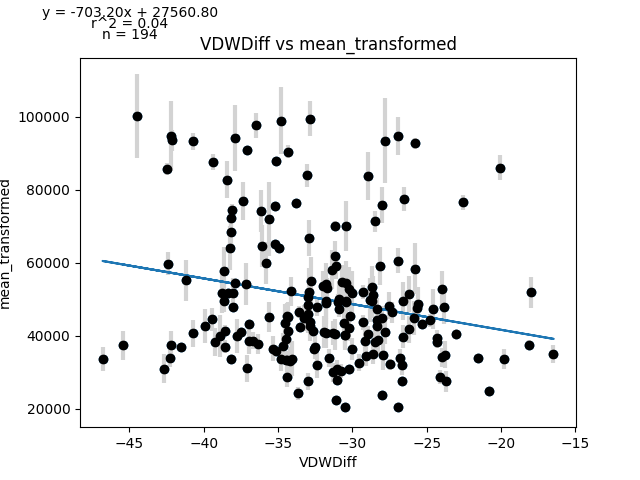 y = -703.20x + 27560.80
r^2 = 0.04
n = 194
VDWDiff vs mean_transformed
100000
80000
60000
40000
20000
mean_transformed
−45
−40
−35
−30
−25
−20
−15
VDWDiff